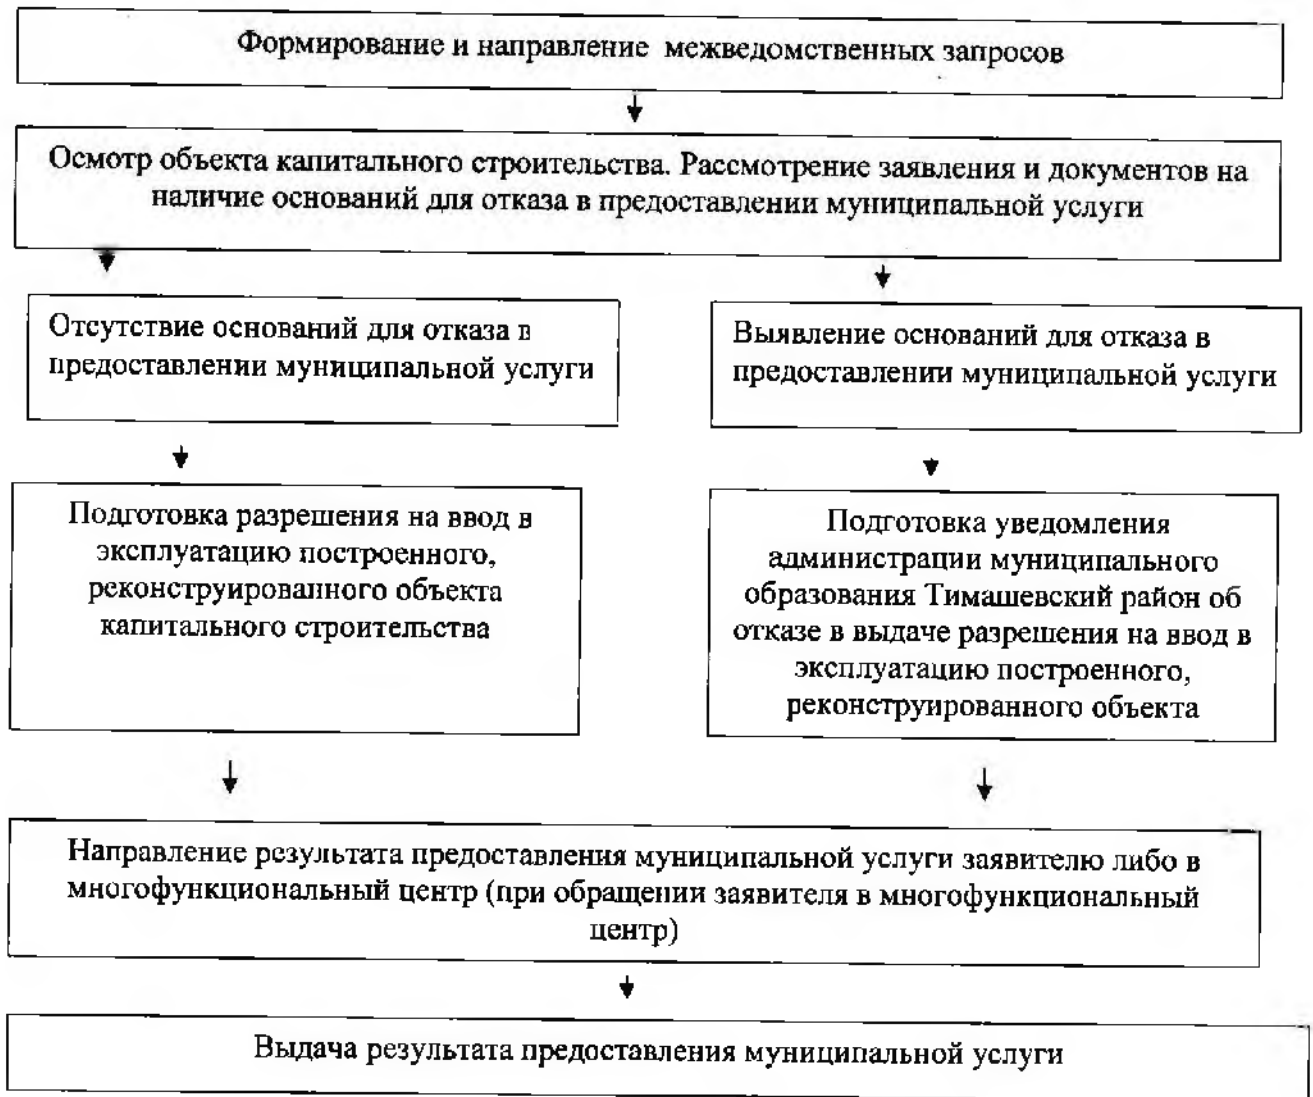 Формирование и направление межведомственных запросов
Осмотр объекта капитального строительства. Рассмотрение заявления и документов на
наличие оснований для отказа в предоставлении муниципальной услуги
Отсутствие оснований для отказа в
предоставлении муниципальной услуги
Выявление оснований для отказа в
предоставлении муниципальной услуги
Подготовка разрешения на ввод в
эксплуатацию построенного,
реконструированного объекта
капитального строительства
Подготовка уведомления
администрации муниципального
образования Тимашевский район об
отказе в выдаче разрешения на ввод в
эксплуатацию построенного,
реконструированного объекта
Направление результата предоставления муниципальной услуги заявителю либо в
многофункциональный центр (при обращении заявителя в многофункциональный
центр)
Выдача результата предоставления муниципальной услуги